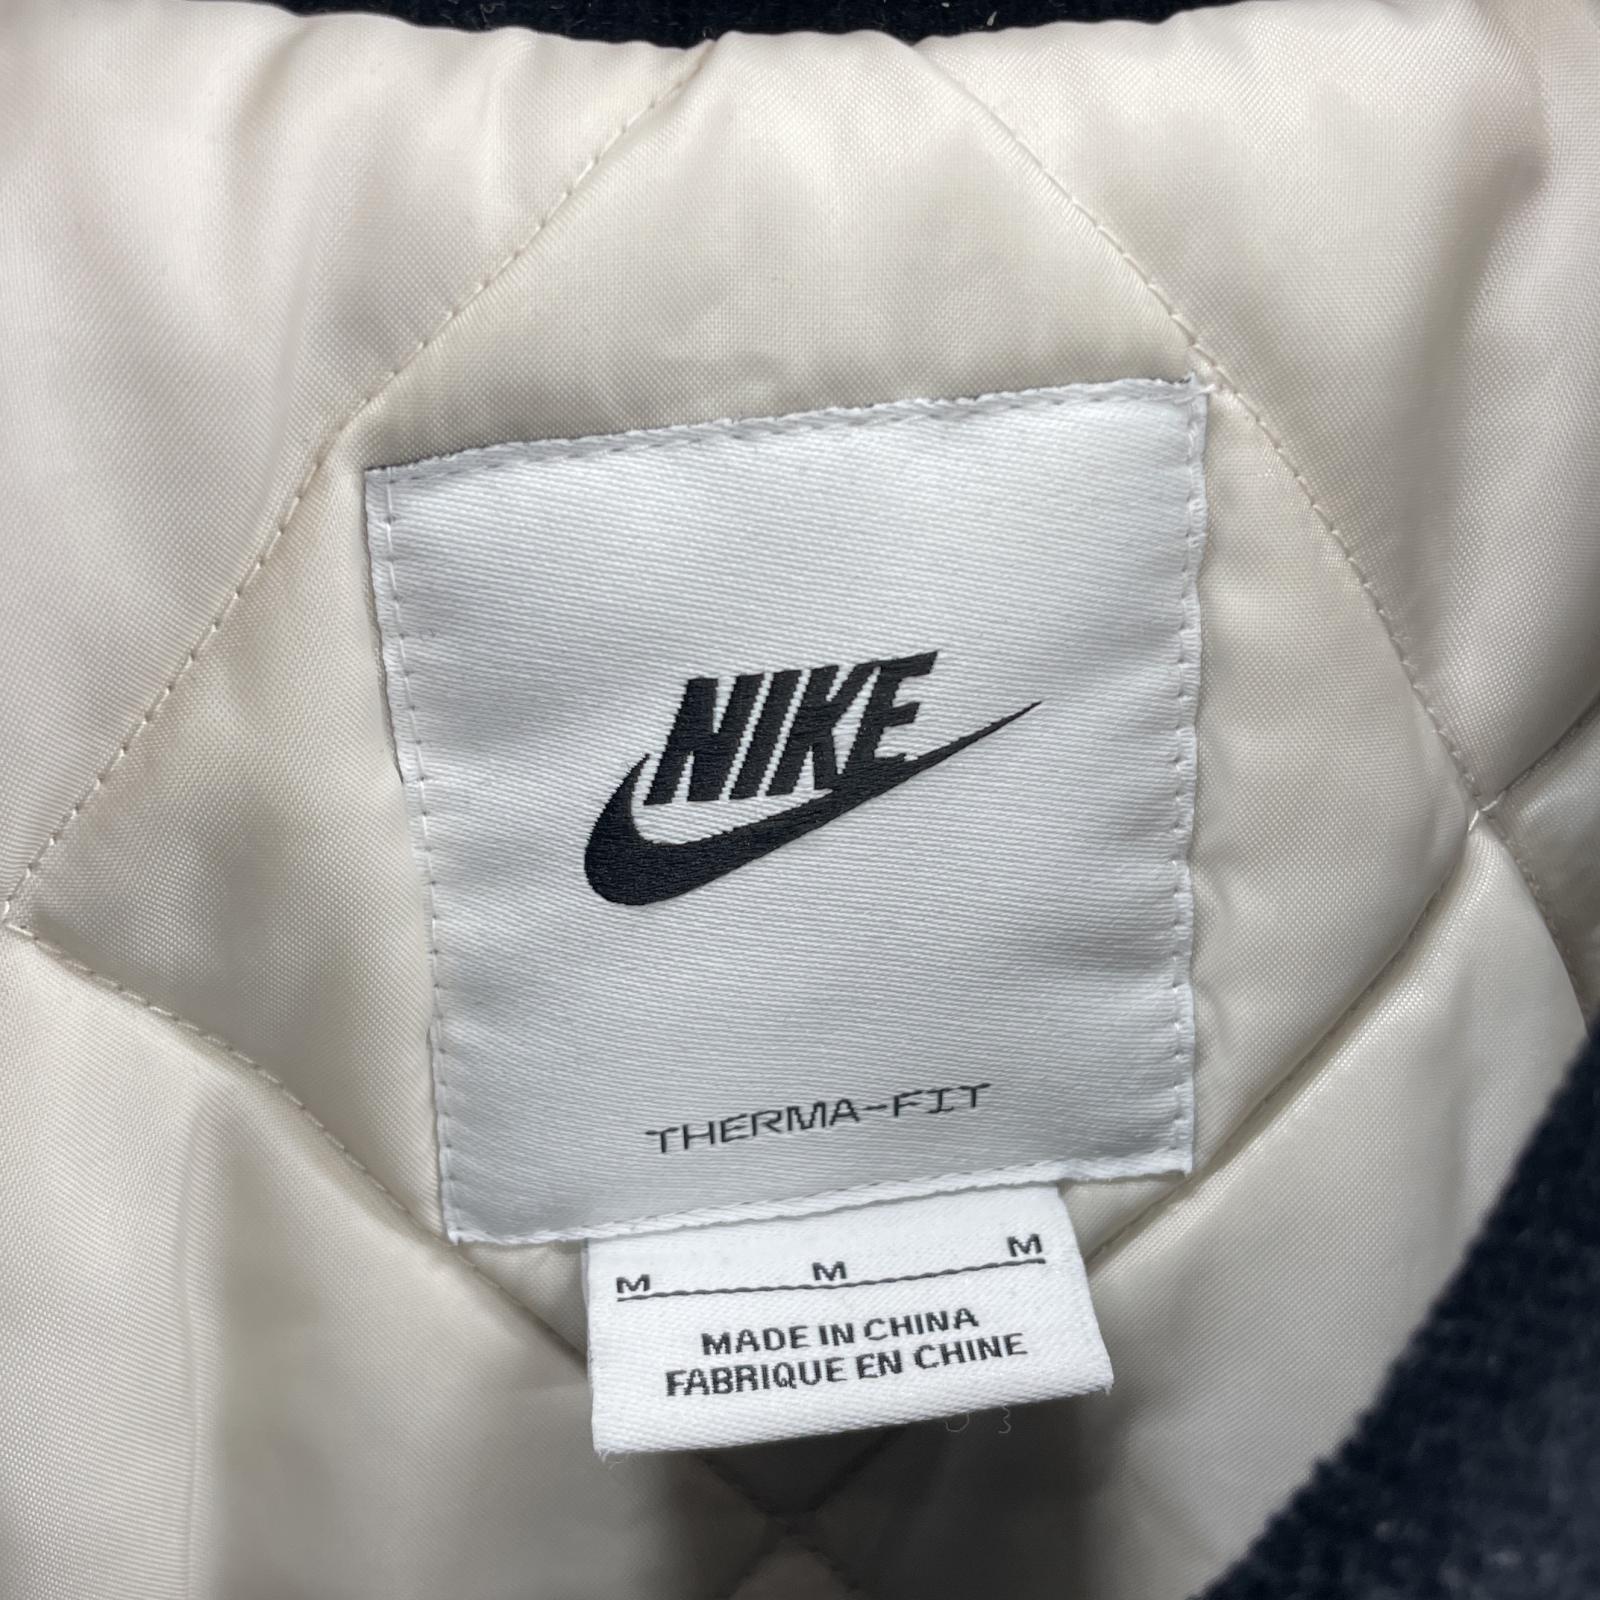 NIKE
THERMA-FIT
M M M
MADE IN CHINA
FABRIQUE EN CHINE